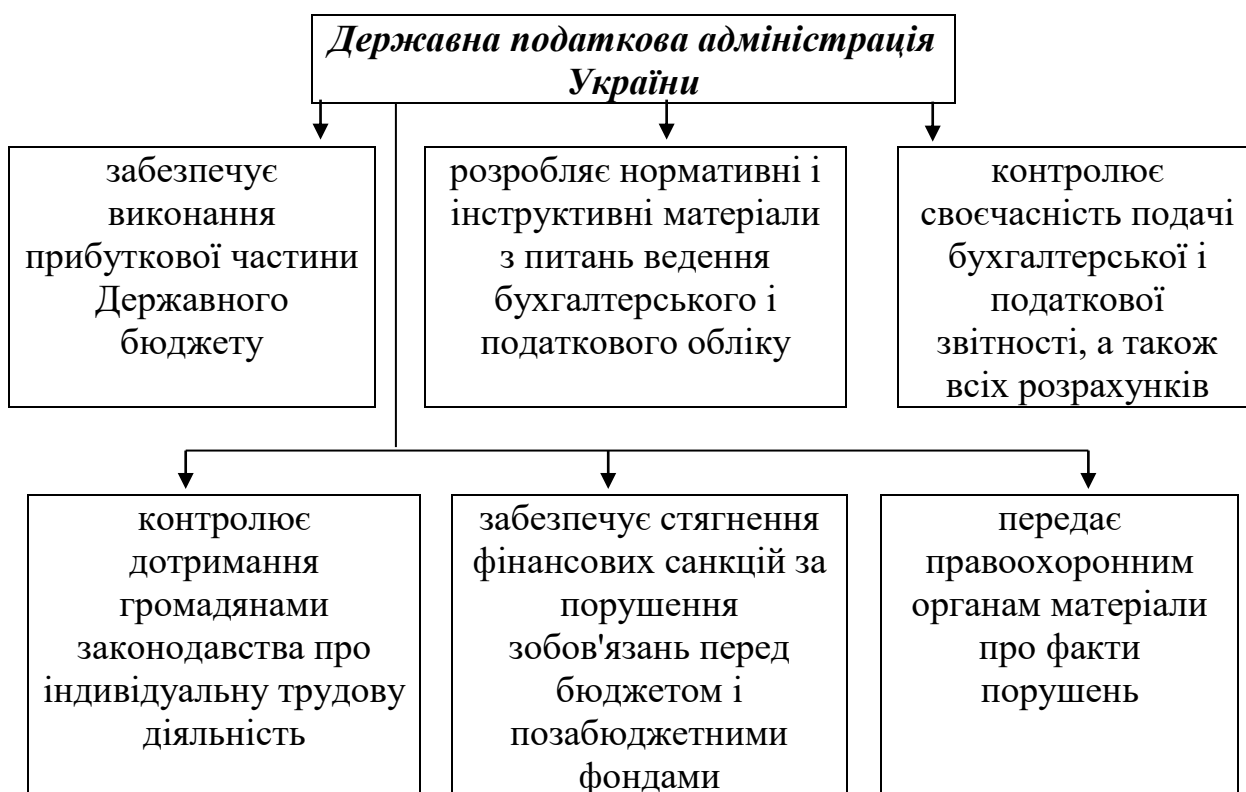 Державна податкова адміністрація
України
забезпечує
виконання
прибуткової частини
Державного
бюджету
розробляє нормативні і
інструктивні матеріали
з питань ведення
бухгалтерського і
податкового обліку
контролює
своєчасність подачі
бухгалтерської і
податкової
звітності, а також
всіх розрахунків
контролює
дотримання
громадянами
законодавства про
індивідуальну трудову
діяльність
забезпечує стягнення
фінансових санкцій за
порушення
зобов'язань перед
бюджетом і
позабюджетними
фондами
передає
правоохоронним
органам матеріали
про факти
порушень